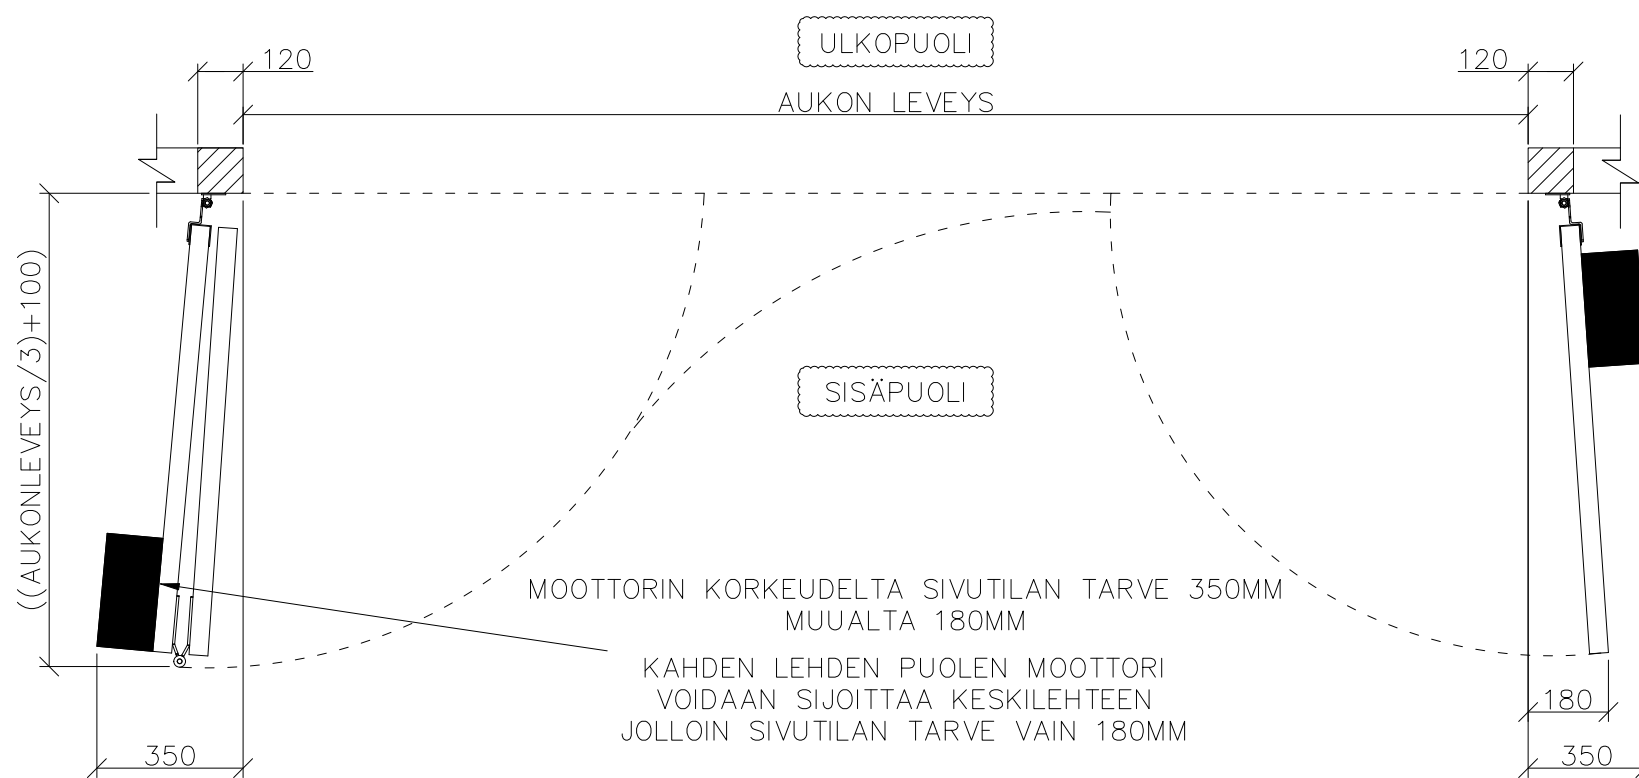 ULKOPUOLI
120
120
AUKON LEVEYS
((AUKONLEVEYS/3)+100)
SISÄPUOLI
MOOTTORIN KORKEUDELTA SIVUTILAN TARVE 350MM
MUUALTA 180MM
KAHDEN LEHDEN PUOLEN MOOTTORI
VOIDAAN SIJOITTAA KESKILEHTEEN
JOLLOIN SIVUTILAN TARVE VAIN 180MM
180
350
350